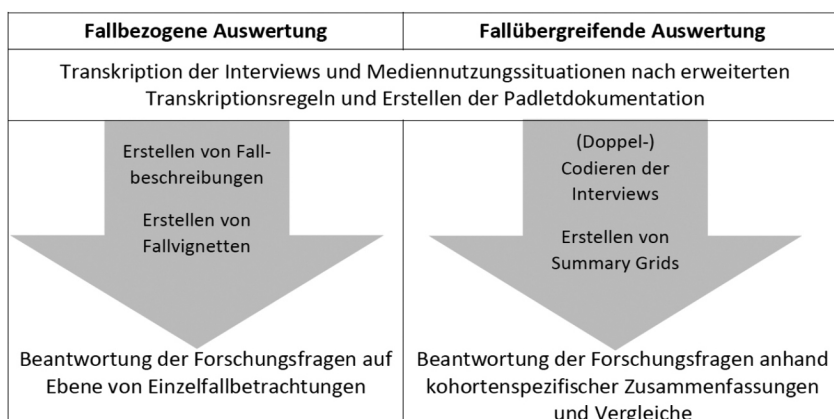 Fallbezogene Auswertung
Fallübergreifende Auswertung
Transkription der Interviews und Mediennutzungssituationen nach erweiterten
Transkriptionsregeln und Erstellen der Padletdokumentation
Erstellen von Fall-
beschreibungen
Erstellen von
Fallvignetten
(Doppel-)
Codieren der
Interviews
Erstellen von
Summary Grids
Beantwortung der Forschungsfragen auf
Ebene von Einzelfallbetrachtungen
Beantwortung der Forschungsfragen anhand
kohortenspezifischer Zusammenfassungen
und Vergleiche